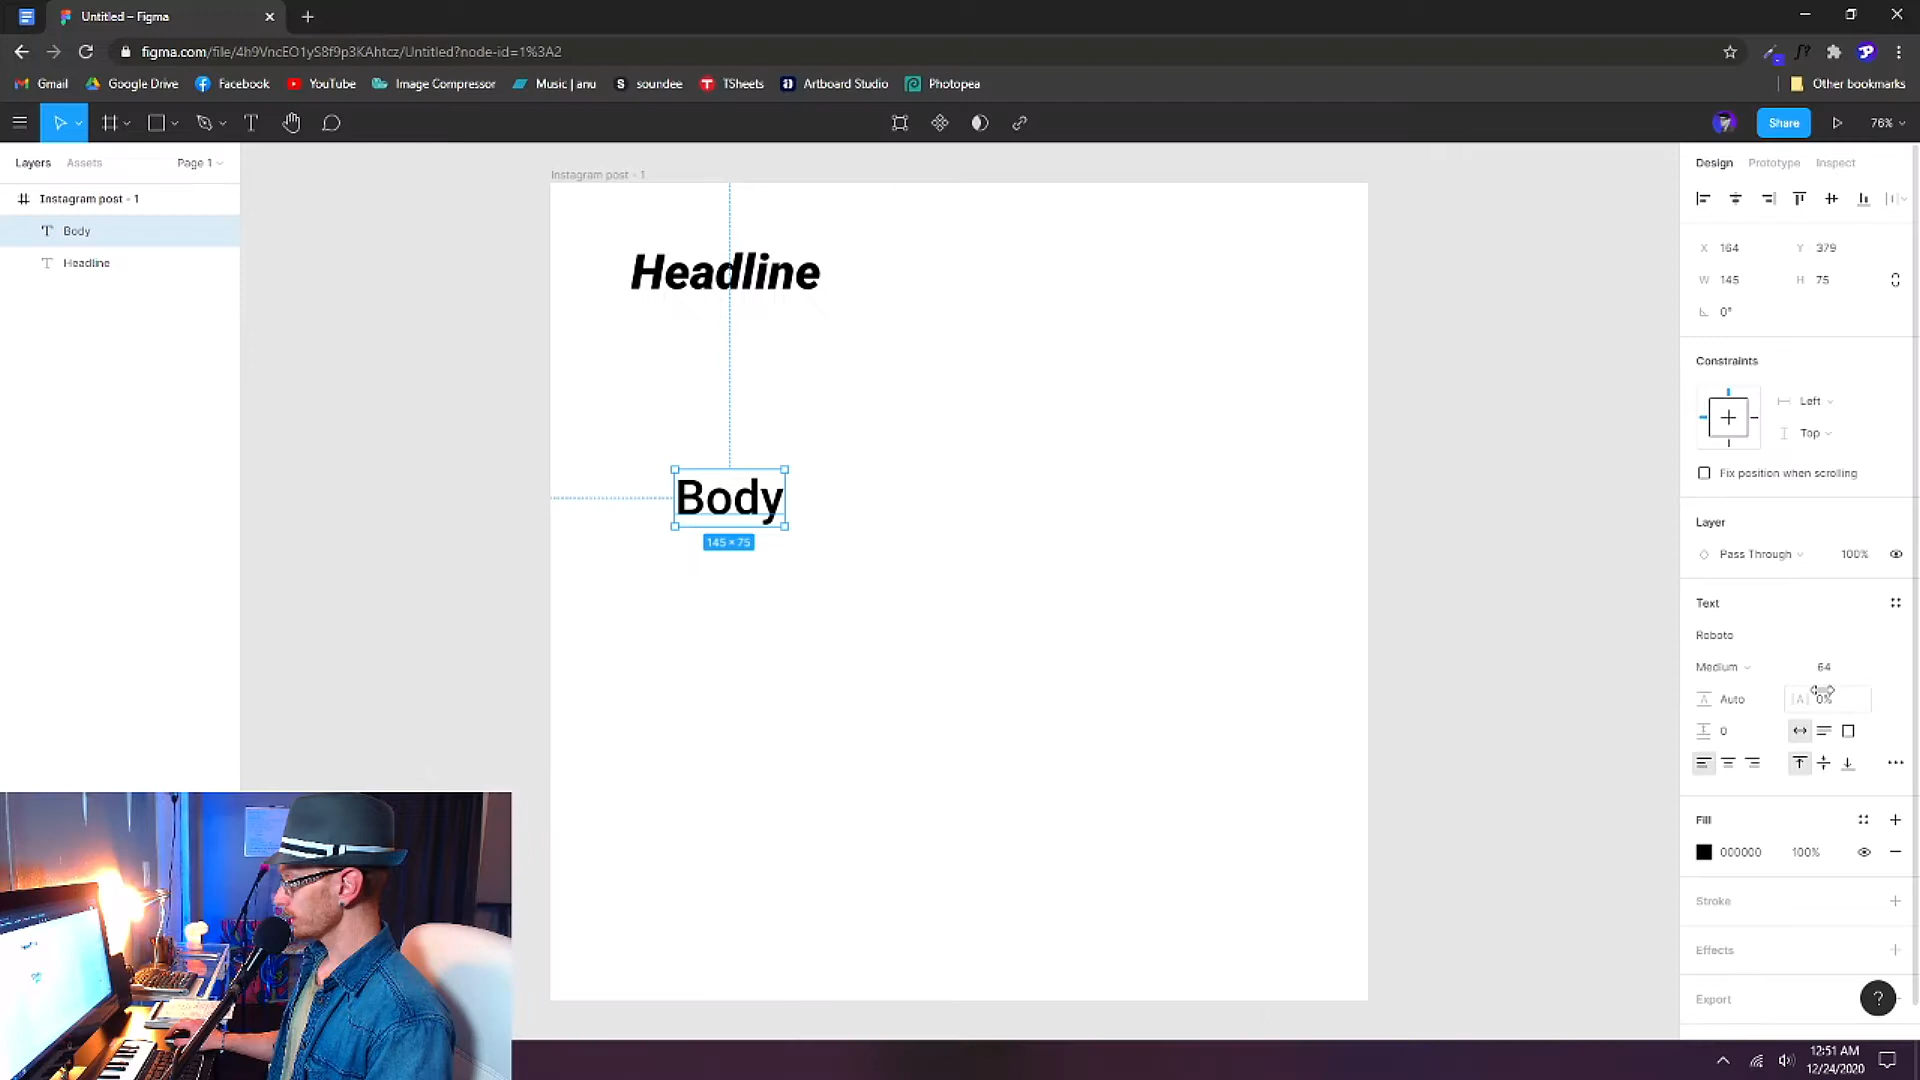 Untitled – Figma
figma.com/file/4h9VncEO1yS8f9p3KAhtcz/Untitled?node-id=1%3A2
Gmail Google Drive Facebook YouTube Image Compressor Music | anu soundee TSheets Artboard Studio Photopea Other bookmarks
Share 76%
Layers Assets Page 1
Instagram post - 1
Body
Headline
Instagram post - 1
Headline
Body
145 × 75
Design Prototype Inspect
X 164 Y 379
W 145 H 75
0°
Constraints
Left
Top
Fix position when scrolling
Layer
Pass Through 100%
Text
Roboto
Medium 64
Auto |A| 0%
0
Fill
000000 100%
Stroke
Effects
Export
?
12:51 AM
12/24/2020